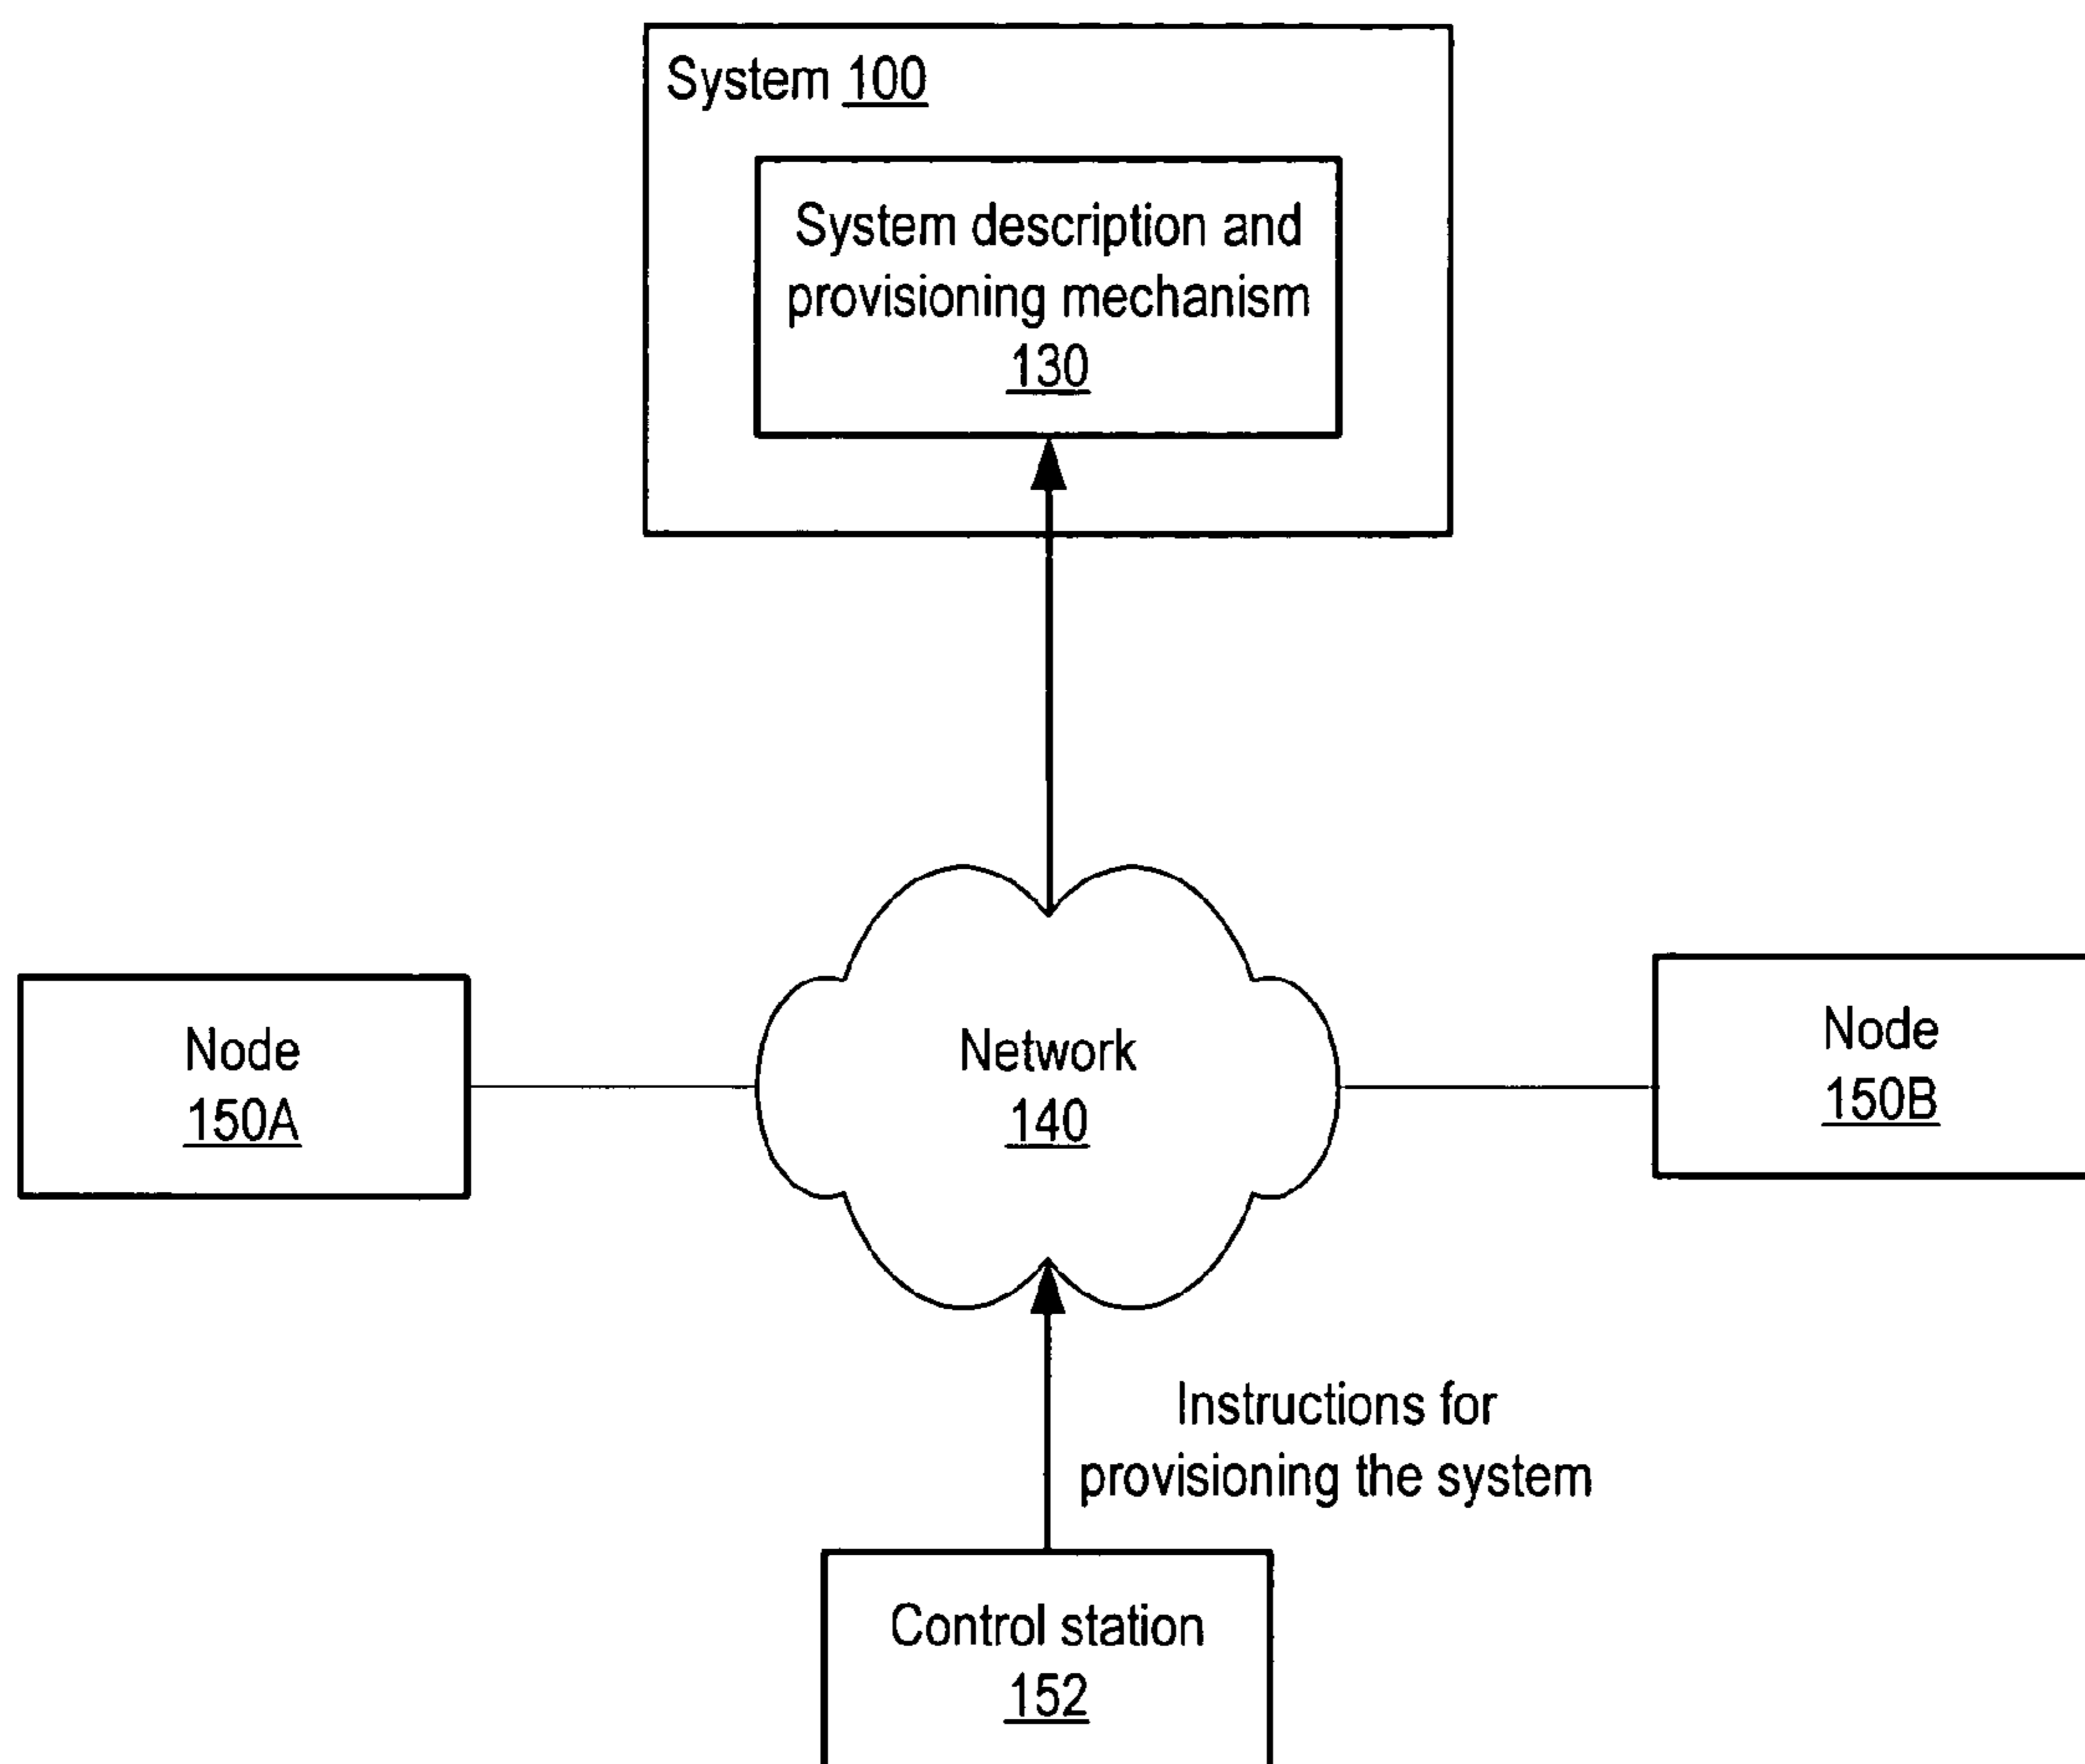 System 100
System description and
provisioning mechanism
130
Node
150A
Network
140
Node
150B
Instructions for
provisioning the system
Control station
152